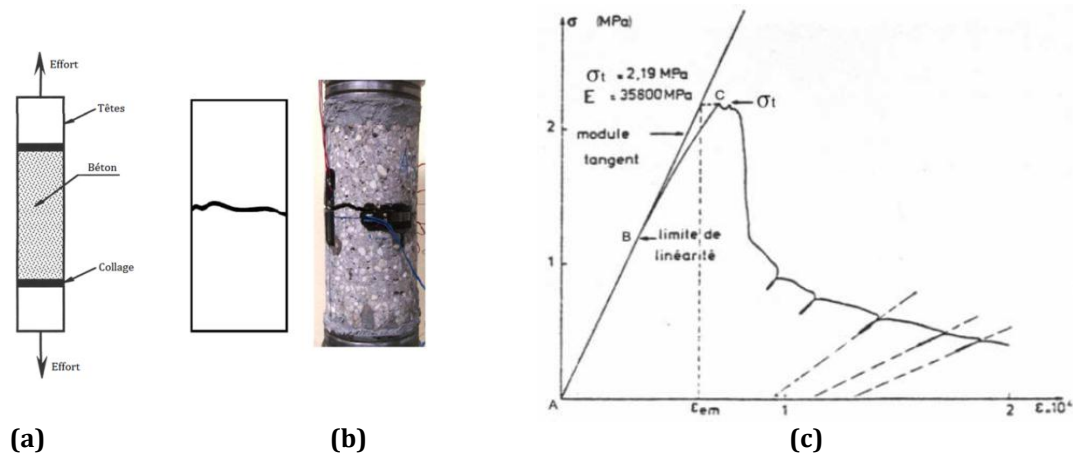 Effort
Têtes
Béton
Collage
Effort
(a)
(b)
σ (MPa)
σt = 2,19 MPa
E = 35800 MPa
C
σt
2
module
tangent
B
limite de
linéarité
1
A
εem
1
2
ε.10⁴
(c)